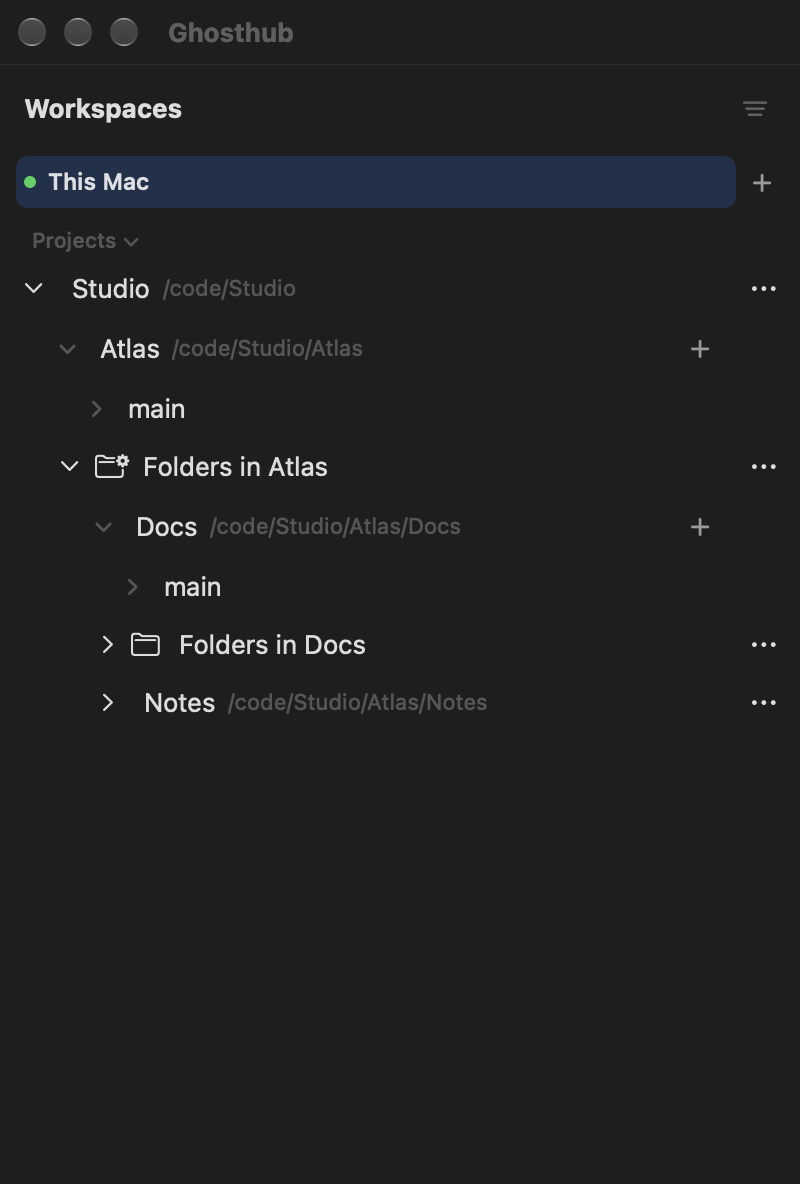 Ghosthub
Workspaces
This Mac
Projects
Studio /code/Studio
Atlas /code/Studio/Atlas
main
Folders in Atlas
Docs /code/Studio/Atlas/Docs
main
Folders in Docs
Notes /code/Studio/Atlas/Notes